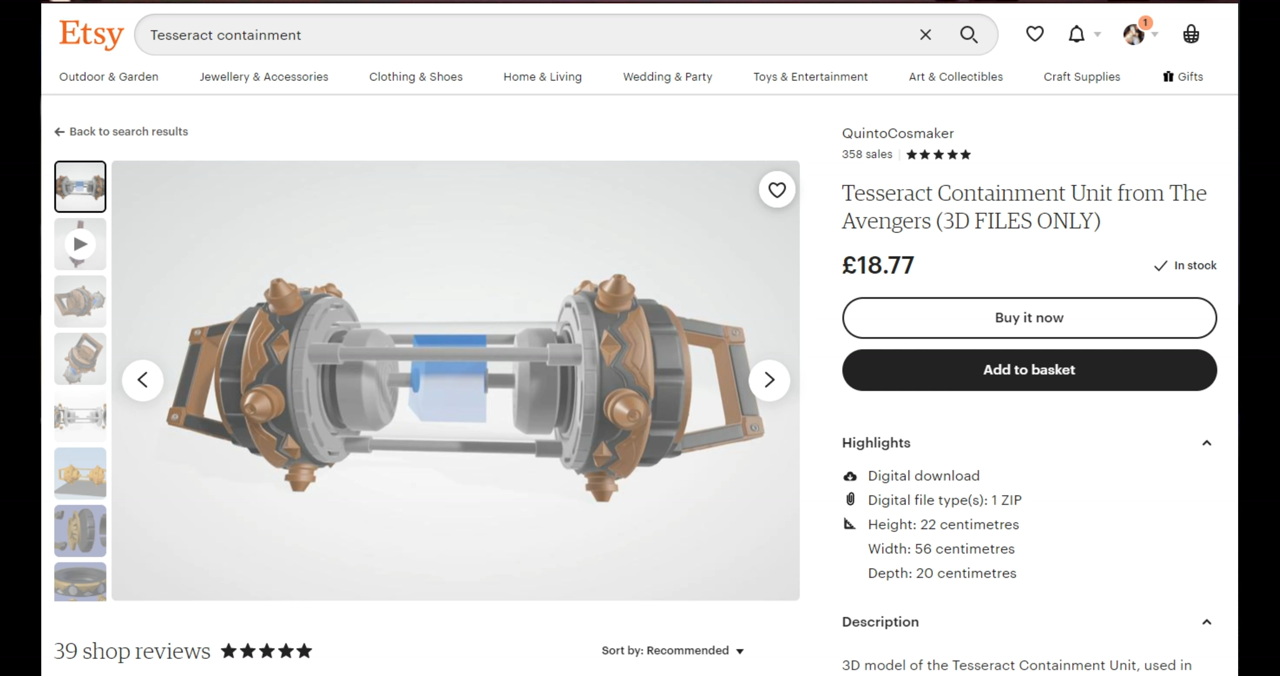 Etsy
Tesseract containment
1
Outdoor & Garden
Jewellery & Accessories
Clothing & Shoes
Home & Living
Wedding & Party
Toys & Entertainment
Art & Collectibles
Craft Supplies
Gifts
Back to search results
QuintoCosmaker
358 sales
Tesseract Containment Unit from The
Avengers (3D FILES ONLY)
£18.77
In stock
Buy it now
Add to basket
Highlights
Digital download
Digital file type(s): 1 ZIP
Height: 22 centimetres
Width: 56 centimetres
Depth: 20 centimetres
Description
3D model of the Tesseract Containment Unit, used in
39 shop reviews
Sort by: Recommended